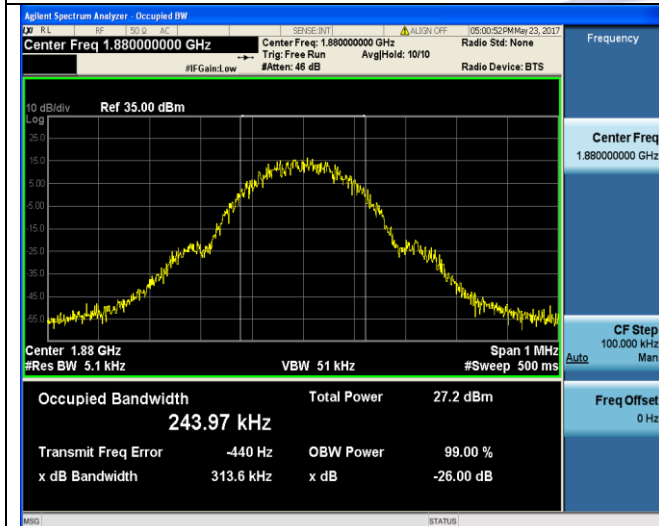 Agilent Spectrum Analyzer - Occupied BW
RL RF 50 Ω AC SENSE:INT ALIGN OFF 05:00:52 PM May 23, 2017
Center Freq 1.880000000 GHz
Center Freq: 1.880000000 GHz
Radio Std: None
Trig: Free Run Avg|Hold: 10/10
#IFGain:Low #Atten: 46 dB Radio Device: BTS
Frequency
10 dB/div Ref 35.00 dBm
Log
25.0
15.0
5.00
-5.00
-15.0
-25.0
-35.0
-45.0
-55.0
Center 1.88 GHz Span 1 MHz
#Res BW 5.1 kHz VBW 51 kHz #Sweep 500 ms
Occupied Bandwidth Total Power 27.2 dBm
243.97 kHz
Transmit Freq Error -440 Hz OBW Power 99.00 %
x dB Bandwidth 313.6 kHz x dB -26.00 dB
Center Freq
1.880000000 GHz
CF Step
100.000 kHz
Auto Man
Freq Offset
0 Hz
MSG STATUS